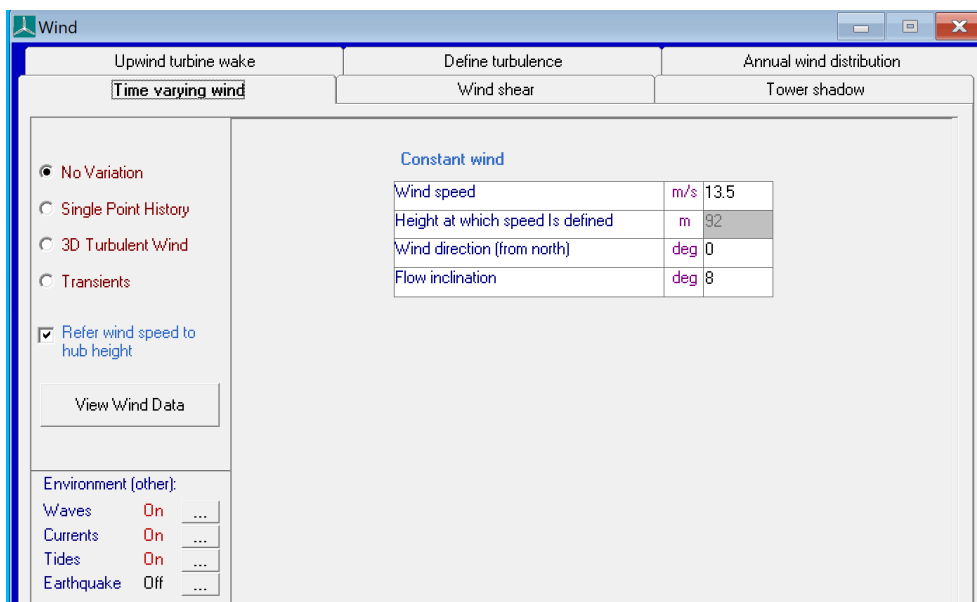 Wind
Upwind turbine wake Define turbulence Annual wind distribution
Time varying wind Wind shear Tower shadow
No Variation
Single Point History
3D Turbulent Wind
Transients
Refer wind speed to
hub height
View Wind Data
Constant wind
Wind speed m/s 13.5
Height at which speed Is defined m 92
Wind direction (from north) deg 0
Flow inclination deg 8
Environment (other):
Waves On ...
Currents On ...
Tides On ...
Earthquake Off ...